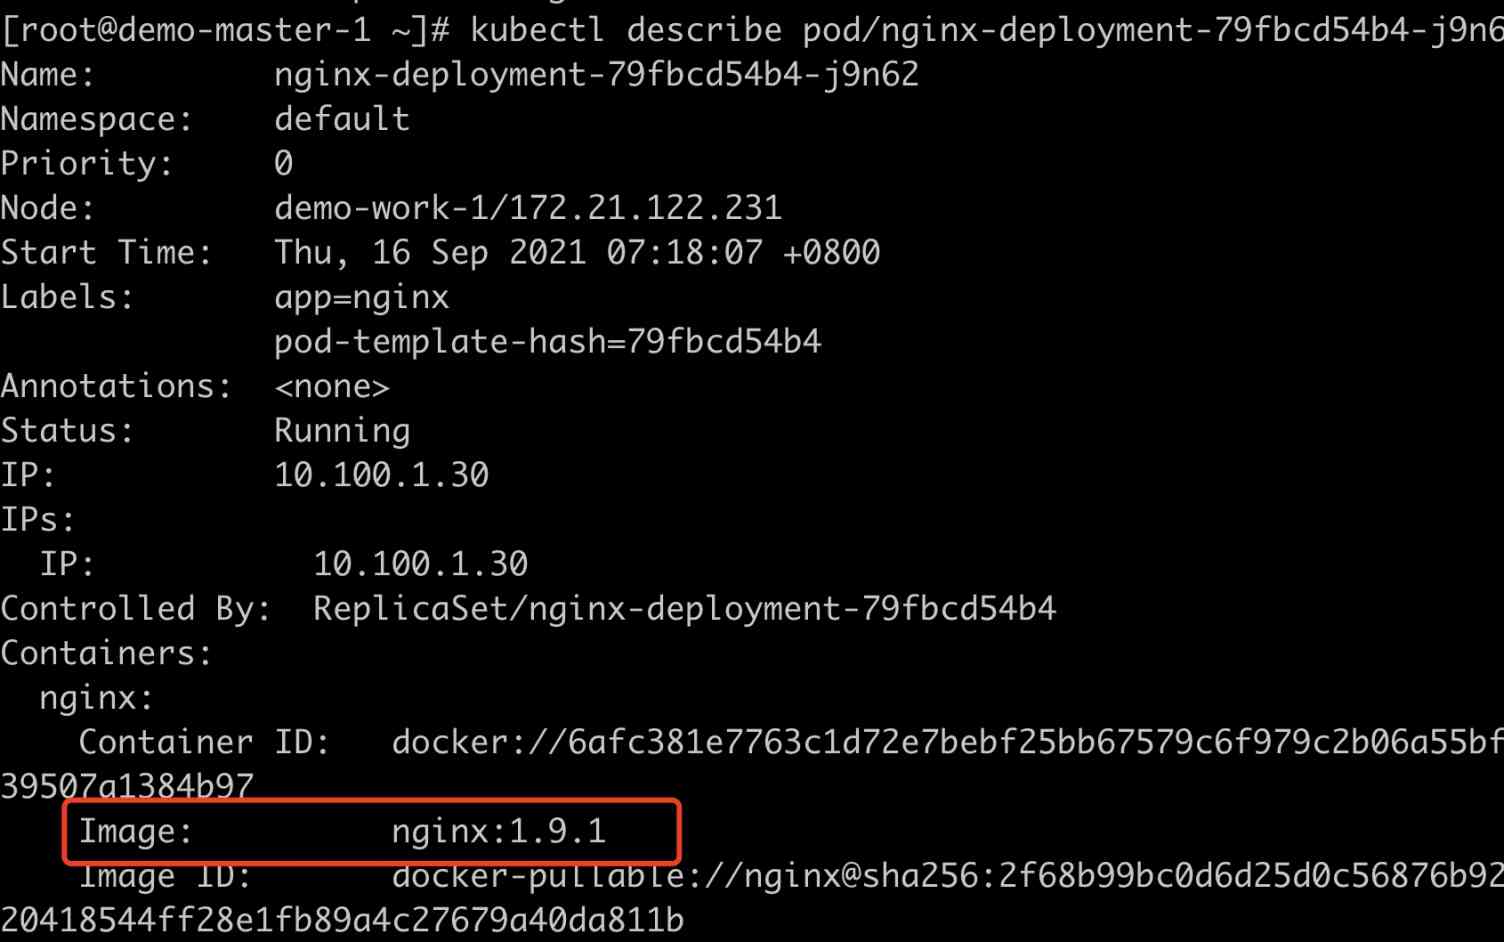 [root@demo-master-1 ~]# kubectl describe pod/nginx-deployment-79fbcd54b4-j9n6
Name:         nginx-deployment-79fbcd54b4-j9n62
Namespace:    default
Priority:     0
Node:         demo-work-1/172.21.122.231
Start Time:   Thu, 16 Sep 2021 07:18:07 +0800
Labels:       app=nginx
              pod-template-hash=79fbcd54b4
Annotations:  <none>
Status:       Running
IP:           10.100.1.30
IPs:
  IP:           10.100.1.30
Controlled By:  ReplicaSet/nginx-deployment-79fbcd54b4
Containers:
  nginx:
    Container ID:   docker://6afc381e7763c1d72e7bebf25bb67579c6f979c2b06a55bf
39507a1384b97
    Image:          nginx:1.9.1
    Image ID:       docker-pullable://nginx@sha256:2f68b99bc0d6d25d0c56876b92
20418544ff28e1fb89a4c27679a40da811b